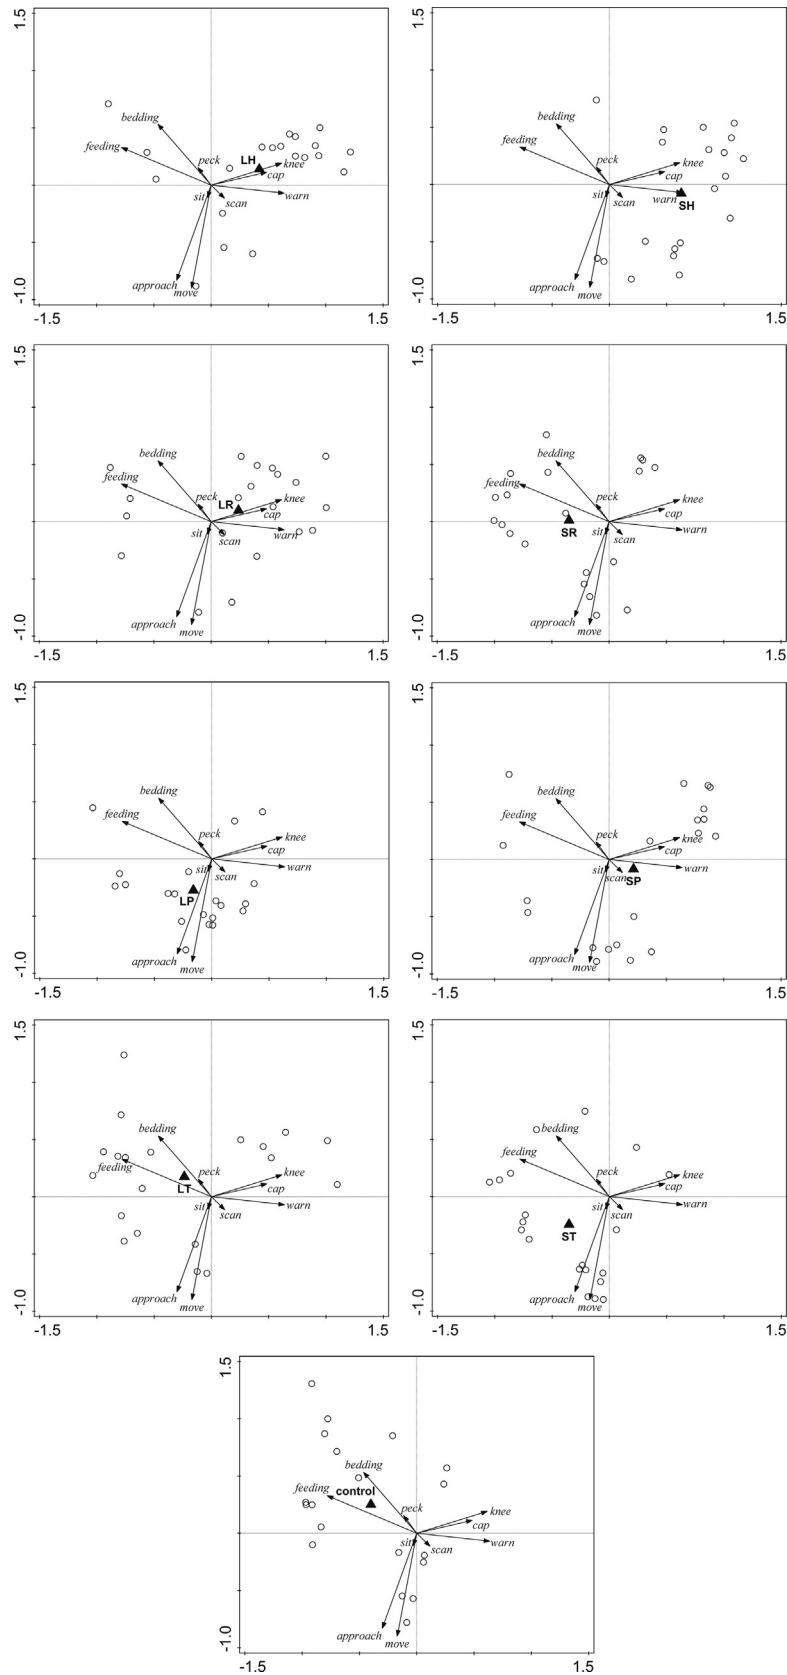 1.5
bedding
feeding
peck
LH
knee
cap
sit
scan
warn
approach
move
-1.0
-1.5
1.5
bedding
feeding
peck
knee
cap
sit
scan
warn
SH
approach
move
-1.0
-1.5
1.5
1.5
bedding
feeding
peck
LR
knee
cap
sit
scan
warn
approach
move
-1.0
-1.5
1.5
bedding
feeding
peck
knee
cap
sit
SR
scan
warn
approach
move
-1.0
-1.5
1.5
1.5
bedding
feeding
peck
knee
cap
sit
scan
warn
LP
approach
move
-1.0
-1.5
1.5
bedding
feeding
peck
knee
cap
sit
scan
SP
warn
approach
move
-1.0
-1.5
1.5
1.5
bedding
feeding
peck
LT
knee
cap
sit
scan
warn
approach
move
-1.0
-1.5
1.5
bedding
feeding
peck
knee
cap
sit
scan
warn
ST
approach
move
-1.0
-1.5
1.5
1.5
bedding
feeding
control
peck
knee
cap
sit
scan
warn
approach
move
-1.0
-1.5
1.5